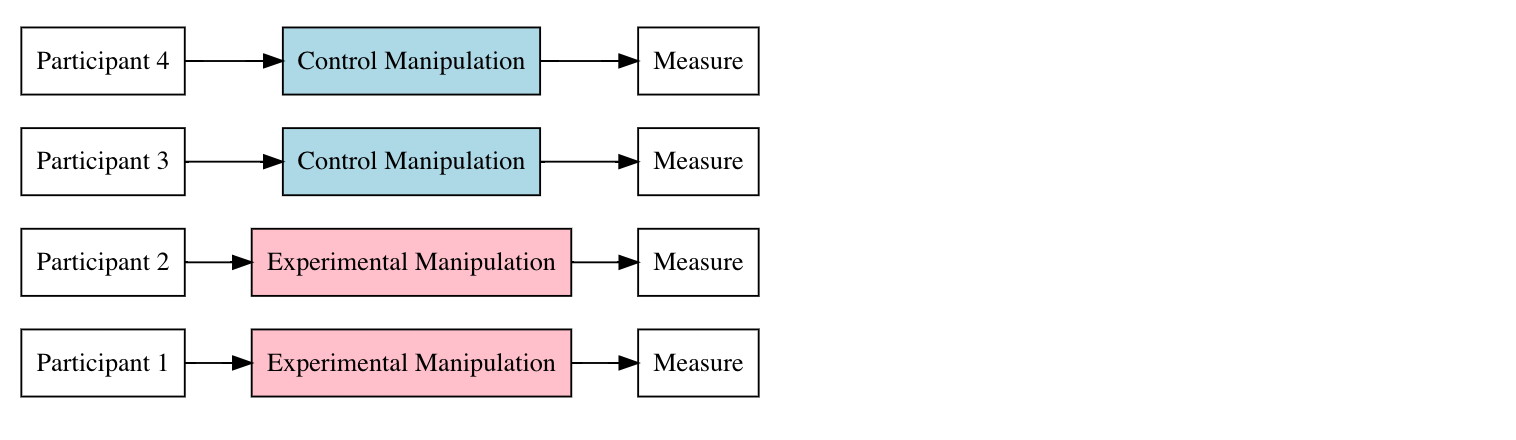 Participant 4 Control Manipulation Measure
Participant 3 Control Manipulation Measure
Participant 2 Experimental Manipulation Measure
Participant 1 Experimental Manipulation Measure